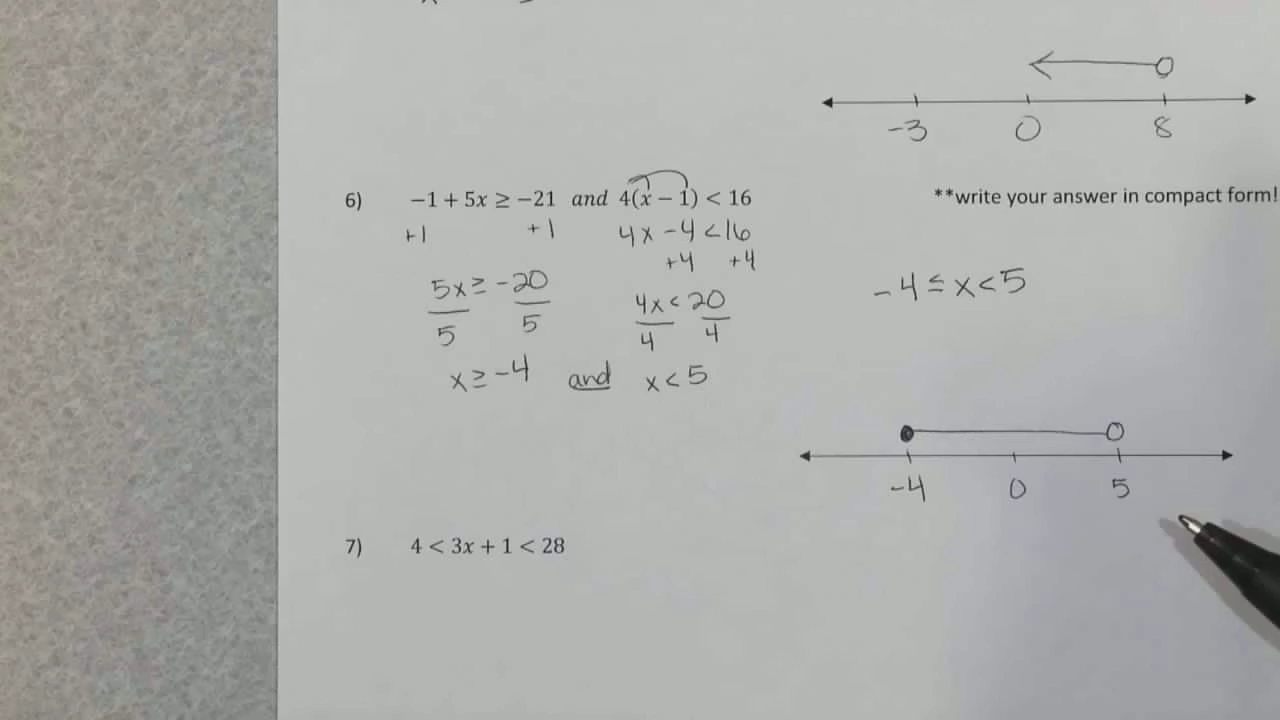 -3 0 8
6) −1 + 5x ≥ −21 and 4(x − 1) < 16 **write your answer in compact form!
+1 +1 4x -4 < 16
+4 +4
5x ≥ -20 4x < 20 -4 ≤ x < 5
5 5 4 4
x ≥ -4 and x < 5
-4 0 5
7) 4 < 3x + 1 < 28